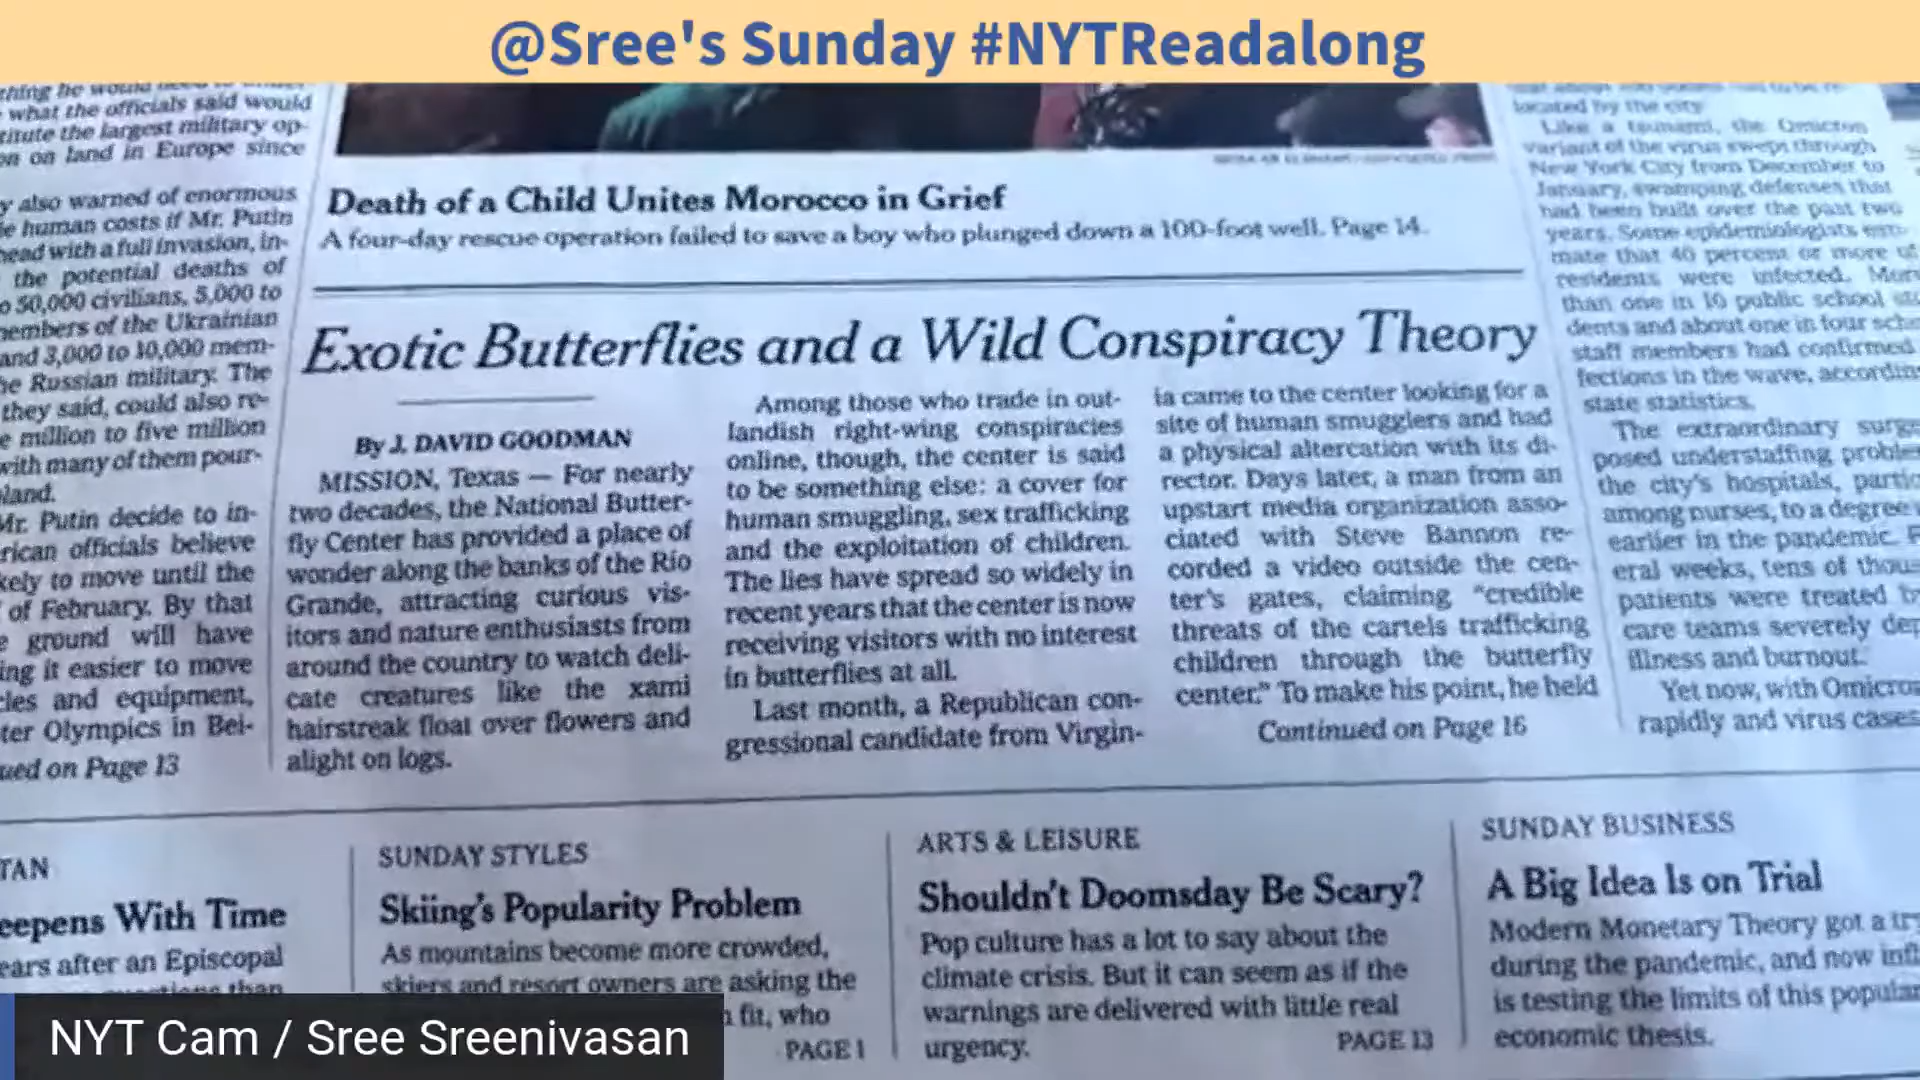 @Sree's Sunday #NYTReadalong
what the officials said would
titute the largest military op-
on on land in Europe since
y also warned of enormous
human costs if Mr. Putin
ead with a full invasion, in-
the potential deaths of
o 50,000 civilians, 5,000 to
embers of the Ukrainian
and 3,000 to 10,000 mem-
he Russian military. The
they said, could also re-
e million to five million
with many of them pour-
land.
Mr. Putin decide to in-
rican officials believe
kely to move until the
of February. By that
e ground will have
ing it easier to move
cles and equipment,
ter Olympics in Bei-
ued on Page 13
Death of a Child Unites Morocco in Grief
A four-day rescue operation failed to save a boy who plunged down a 100-foot well. Page 14.
Exotic Butterflies and a Wild Conspiracy Theory
By J. DAVID GOODMAN
MISSION, Texas — For nearly
two decades, the National Butter-
fly Center has provided a place of
wonder along the banks of the Rio
Grande, attracting curious vis-
itors and nature enthusiasts from
around the country to watch deli-
cate creatures like the xami
hairstreak float over flowers and
alight on logs.
Among those who trade in out-
landish right-wing conspiracies
online, though, the center is said
to be something else: a cover for
human smuggling, sex trafficking
and the exploitation of children.
The lies have spread so widely in
recent years that the center is now
receiving visitors with no interest
in butterflies at all.
Last month, a Republican con-
gressional candidate from Virgin-
ia came to the center looking for a
site of human smugglers and had
a physical altercation with its di-
rector. Days later, a man from an
upstart media organization asso-
ciated with Steve Bannon re-
corded a video outside the cen-
ter's gates, claiming "credible
threats of the cartels trafficking
children through the butterfly
center." To make his point, he held
Continued on Page 16
located by the city.
Like a tsunami, the Omicron
variant of the virus swept through
New York City from December to
January, swamping defenses that
had been built over the past two
years. Some epidemiologists esti-
mate that 40 percent or more of
residents were infected. More
than one in 10 public school stu
dents and about one in four scho
staff members had confirmed
fections in the wave, according
state statistics.
The extraordinary surge
posed understaffing problem
the city's hospitals, partic
among nurses, to a degree
earlier in the pandemic. F
eral weeks, tens of thous
patients were treated b
care teams severely dep
illness and burnout.
Yet now, with Omicro
rapidly and virus cases
TAN
eepens With Time
ears after an Episcopal
SUNDAY STYLES
Skiing's Popularity Problem
As mountains become more crowded,
skiers and resort owners are asking the
fit, who
PAGE 1
ARTS & LEISURE
Shouldn't Doomsday Be Scary?
Pop culture has a lot to say about the
climate crisis. But it can seem as if the
warnings are delivered with little real
urgency.
PAGE 13
SUNDAY BUSINESS
A Big Idea Is on Trial
Modern Monetary Theory got a try
during the pandemic, and now infl
is testing the limits of this popular
economic thesis.
NYT Cam / Sree Sreenivasan